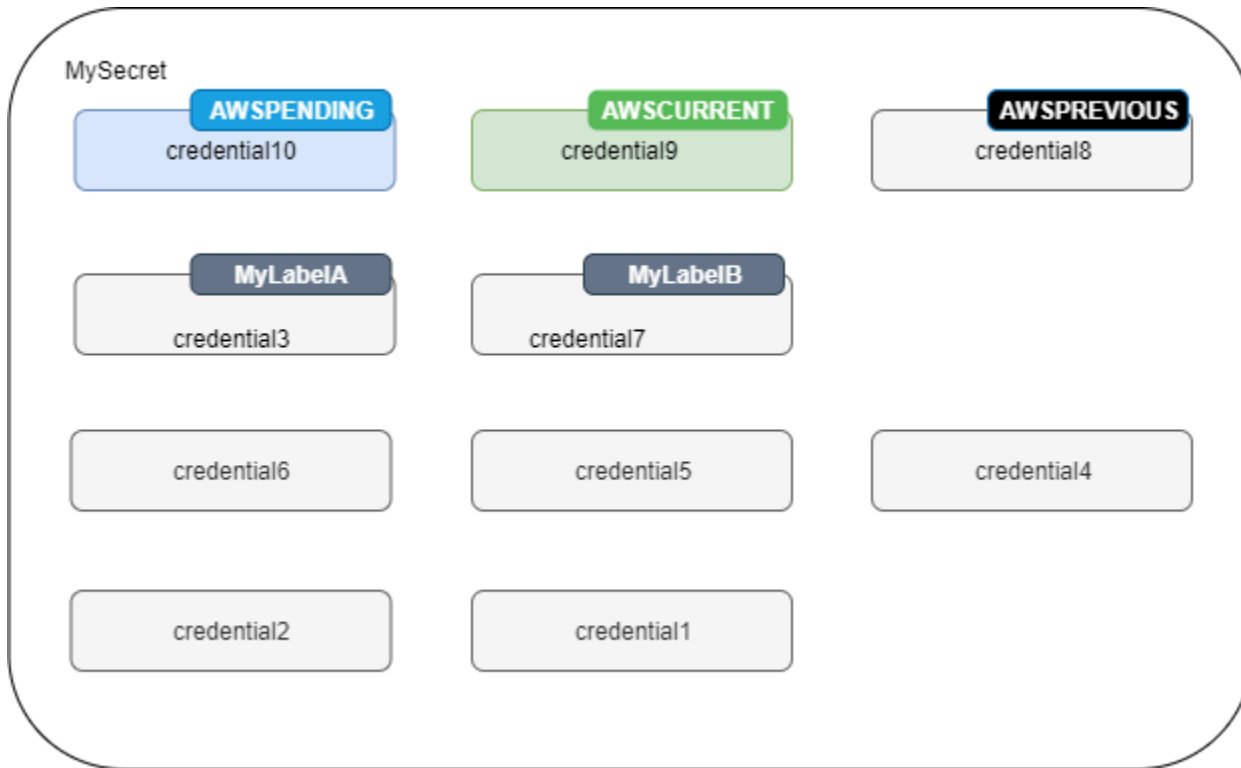 MySecret
AWSPENDING
credential10
AWSCURRENT
credential9
AWSPREVIOUS
credential8
MyLabelA
credential3
MyLabelB
credential7
credential6
credential5
credential4
credential2
credential1